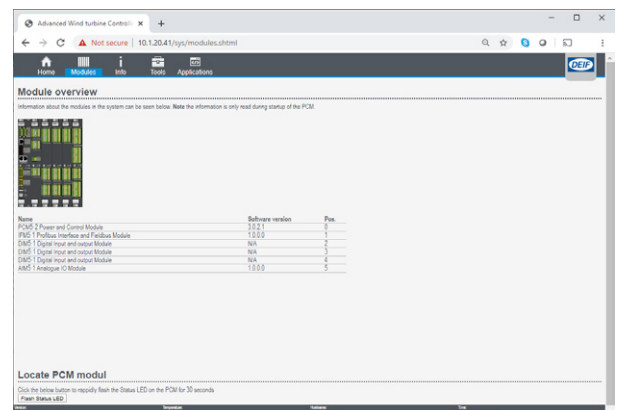 Advanced Wind turbine Controll
Not secure | 10.1.20.41/sys/modules.shtml
Home Modules Info Tools Applications
DEIF
Module overview
Information about the modules in the system can be seen below. Note the information is only read during startup of the PCM.
Name Software version Pos.
PCM5·2 Power and Control Module 3.0.2.1 0
IFM5·1 Profibus Interface and Fieldbus Module 1.0.0.0 1
DIM5·1 Digital input and output Module N/A 2
DIM5·1 Digital input and output Module N/A 3
DIM5·1 Digital input and output Module N/A 4
AIM5·1 Analogue IO Module 1.0.0.0 5
Locate PCM modul
Click the below button to rappidly flash the Status LED on the PCM for 30 seconds
Flash Status LED
Version Temperature Hostname Time